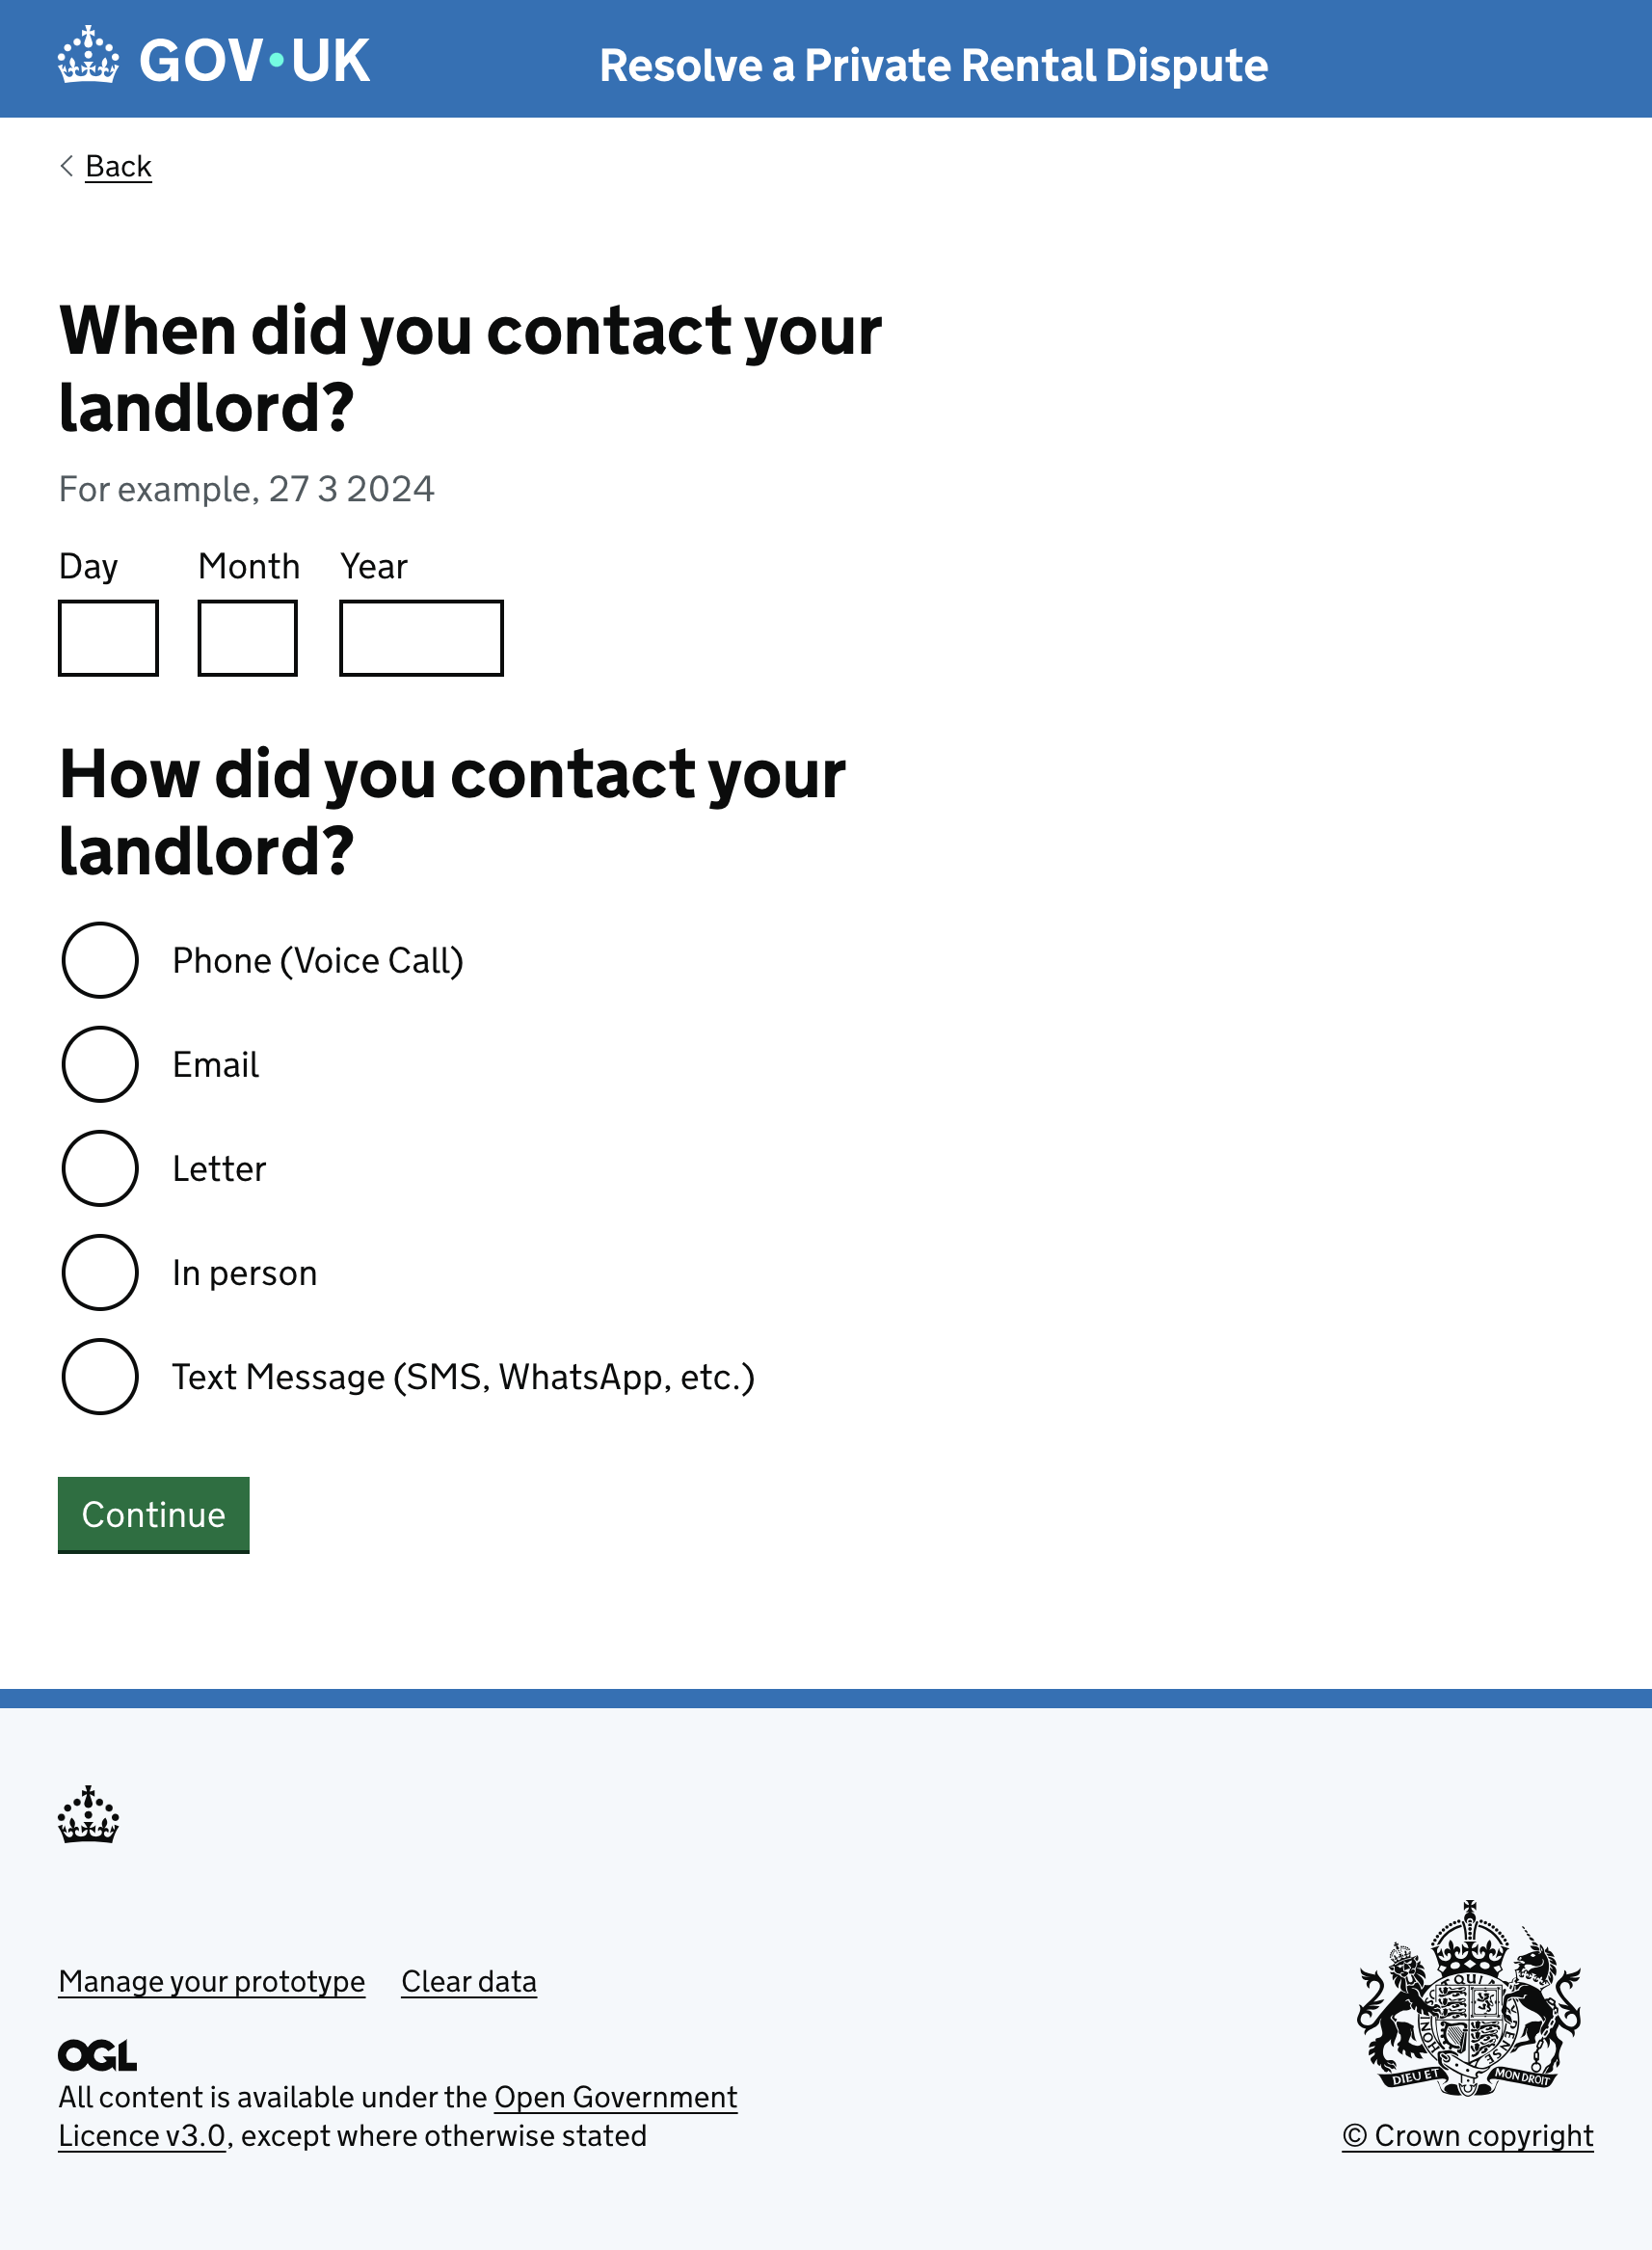 GOV·UK
Resolve a Private Rental Dispute
Back
When did you contact your
landlord?
For example, 27 3 2024
Day Month Year
How did you contact your
landlord?
Phone (Voice Call)
Email
Letter
In person
Text Message (SMS, WhatsApp, etc.)
Continue
Manage your prototype Clear data
OGL
All content is available under the Open Government
Licence v3.0, except where otherwise stated
QUI
HONI
PENSE
DIEU ET MON DROIT
© Crown copyright